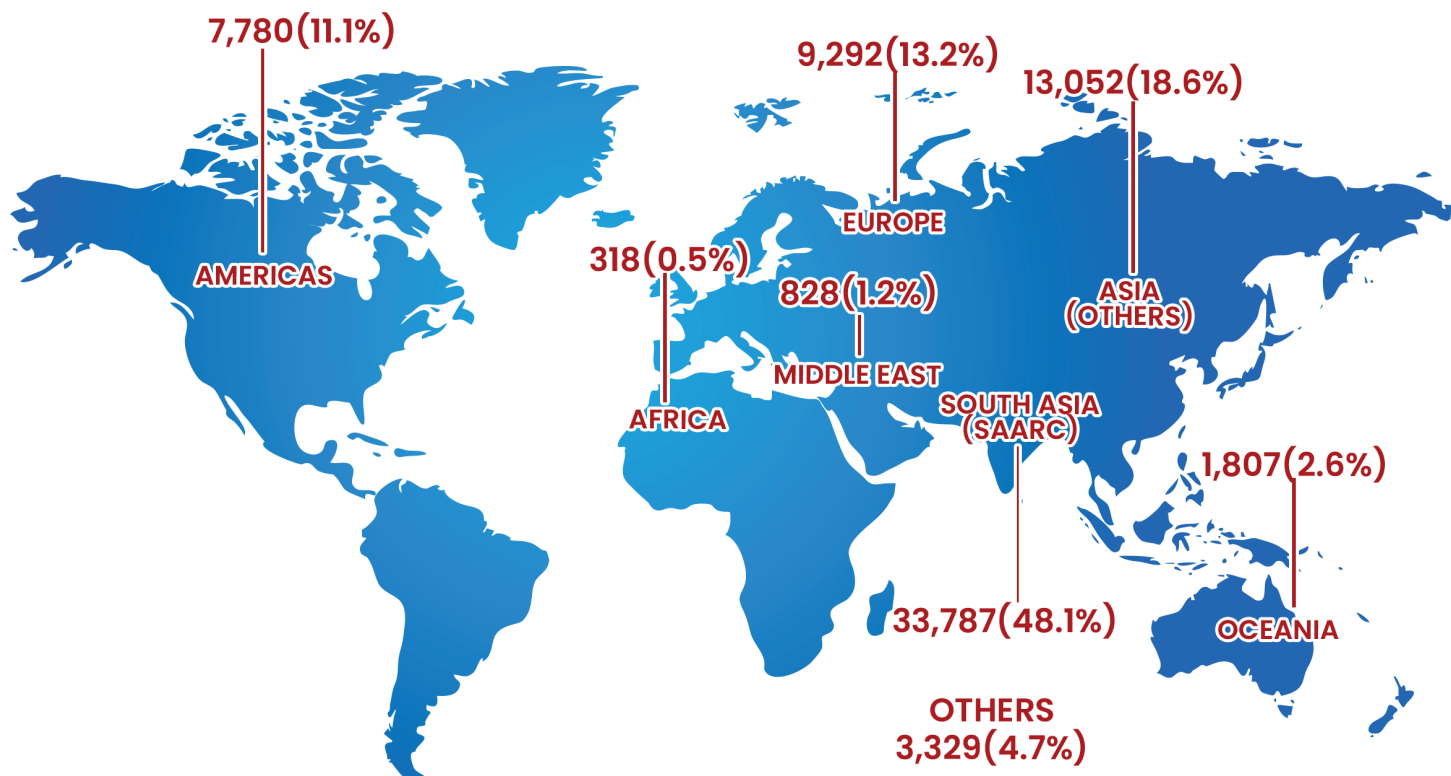 7,780(11.1%)
AMERICAS
9,292(13.2%)
EUROPE
13,052(18.6%)
ASIA
(OTHERS)
318(0.5%)
AFRICA
828(1.2%)
MIDDLE EAST
SOUTH ASIA
(SAARC)
33,787(48.1%)
1,807(2.6%)
OCEANIA
OTHERS
3,329(4.7%)